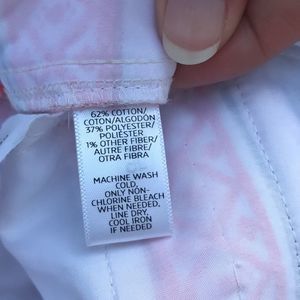 62% COTTON/
COTON/ALGODÓN
37% POLYESTER/
POLIÉSTER
1% OTHER FIBER/
AUTRE FIBRE/
OTRA FIBRA
MACHINE WASH
COLD,
ONLY NON-
CHLORINE BLEACH
WHEN NEEDED,
LINE DRY,
COOL IRON
IF NEEDED